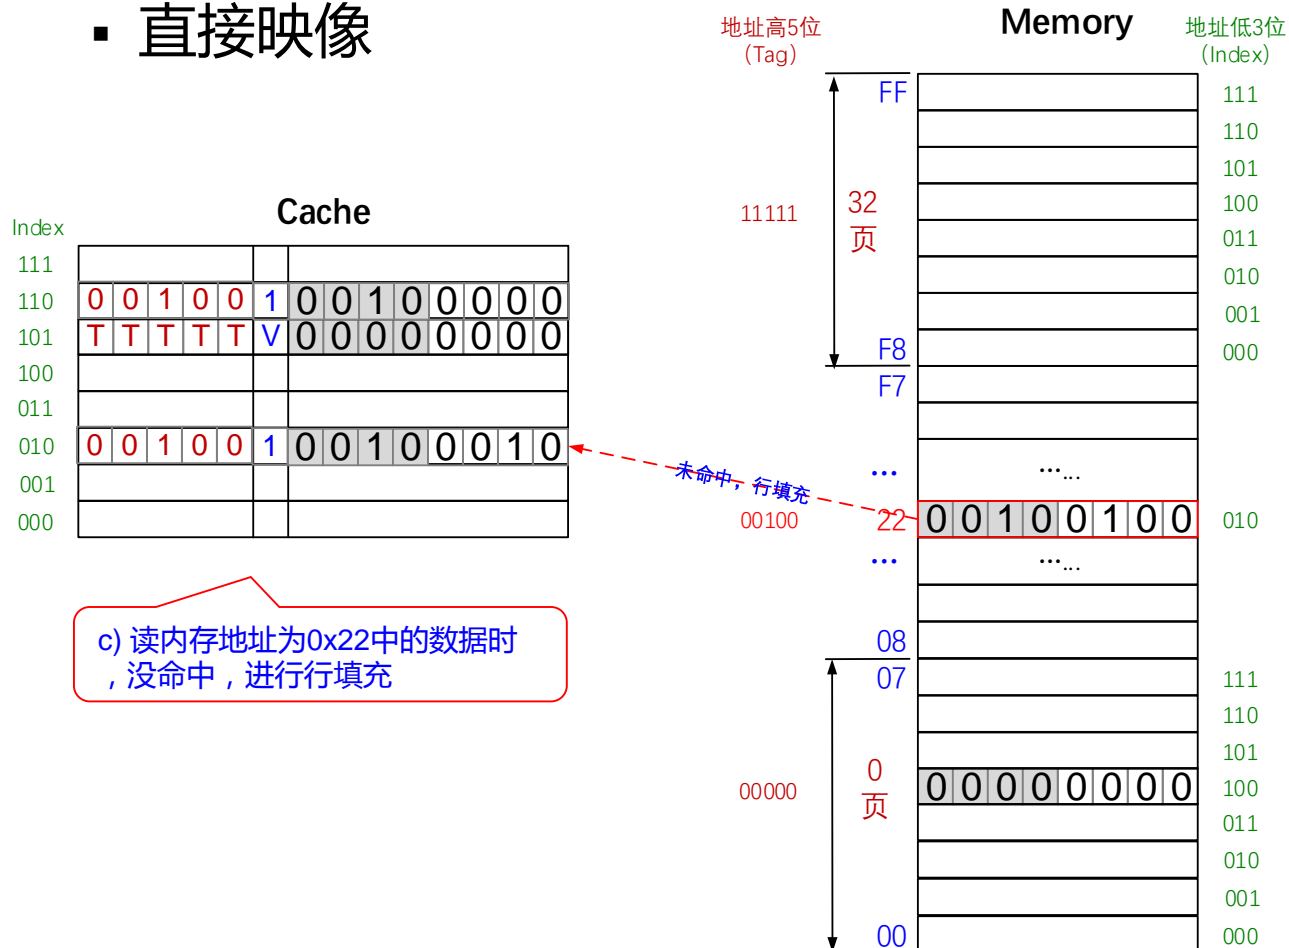 ▪ 直接映像
地址高5位
（Tag）
Memory
地址低3位
（Index）
Cache
Index
111
110 0 0 1 0 0 1 0 0 1 0 0 0 0 0
101 T T T T T V 0 0 0 0 0 0 0 0
100
011
010 0 0 1 0 0 1 0 0 1 0 0 0 1 0
001
000
c) 读内存地址为0x22中的数据时
，没命中，进行行填充
未命中，行填充
FF 111
110
101
11111 32 100
页 011
010
001
F8 000
F7
... ......
00100 22 0 0 1 0 0 1 0 0 010
... ......
08
07 111
110
0 101
00000 0 0 0 0 0 0 0 0 100
页 011
010
001
00 000